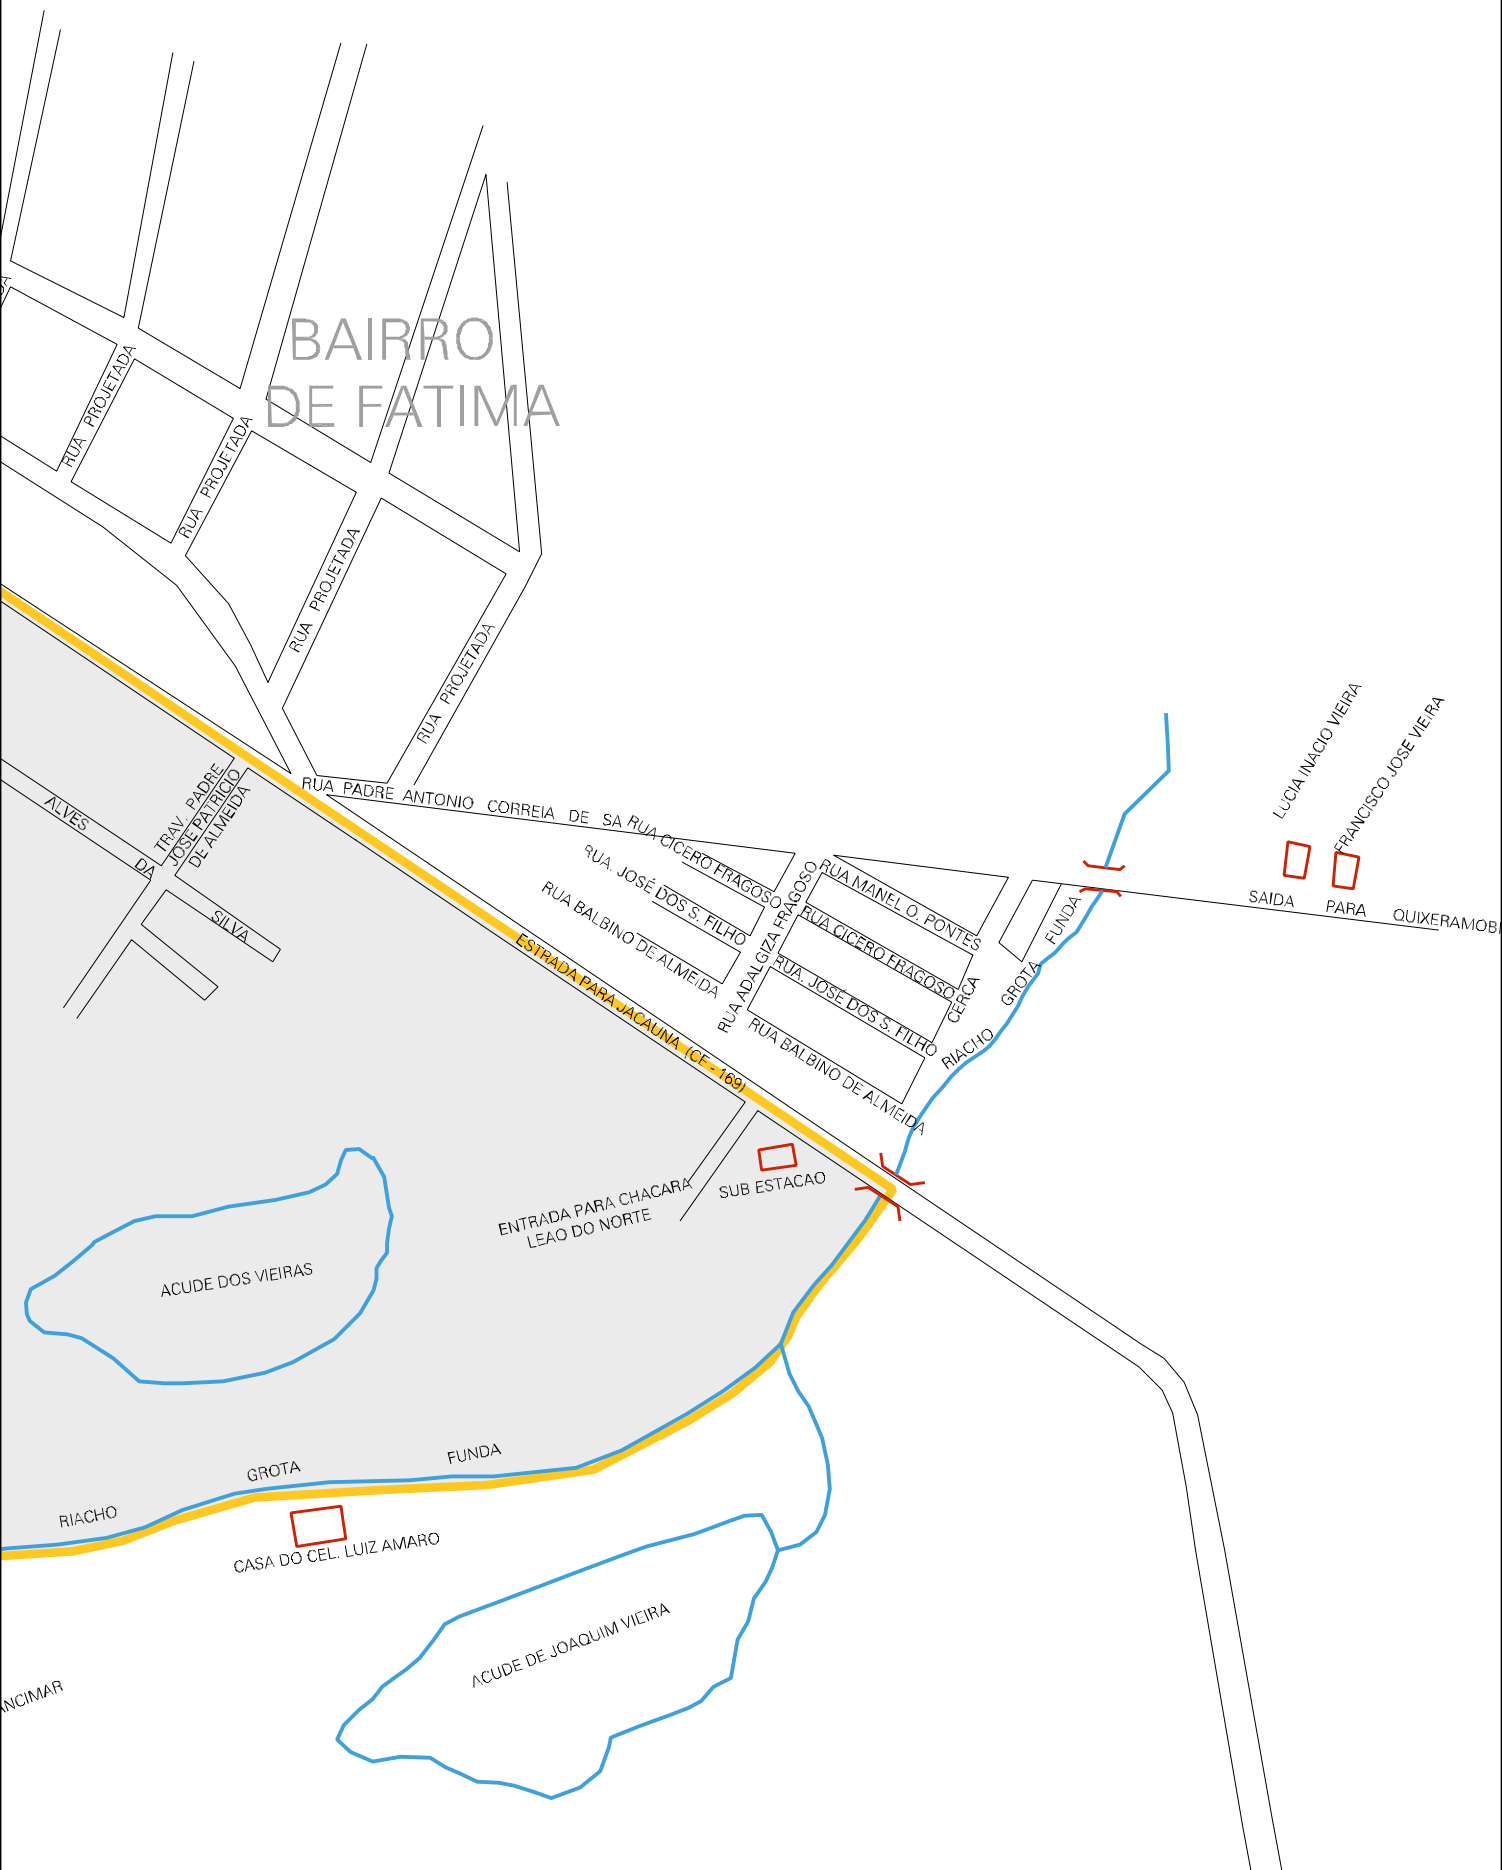 BAIRRO
DE FATIMA
RUA PROJETADA
RUA PROJETADA
RUA PROJETADA
RUA PROJETADA
LUCIA INACIO VIEIRA
FRANCISCO JOSE VIEIRA
RUA PADRE ANTONIO CORREIA DE SA
TRAV. PADRE
JOSE PATRICIO
DE ALMEIDA
ALVES
DA
SILVA
RUA CICERO FRAGOSO
RUA. JOSÉ DOS S. FILHO
RUA BALBINO DE ALMEIDA
RUA ADALGIZA FRAGOSO
RUA MANEL O. PONTES
RUA CICERO FRAGOSO
RUA. JOSÉ DOS S. FILHO
RUA BALBINO DE ALMEIDA
CERCA
RIACHO GROTA FUNDA
SAIDA PARA QUIXERAMOBI
ESTRADA PARA JACAUNA (CE - 169)
SUB ESTACAO
ENTRADA PARA CHACARA
LEAO DO NORTE
ACUDE DOS VIEIRAS
RIACHO GROTA FUNDA
CASA DO CEL. LUIZ AMARO
ACUDE DE JOAQUIM VIEIRA
ANCIMAR